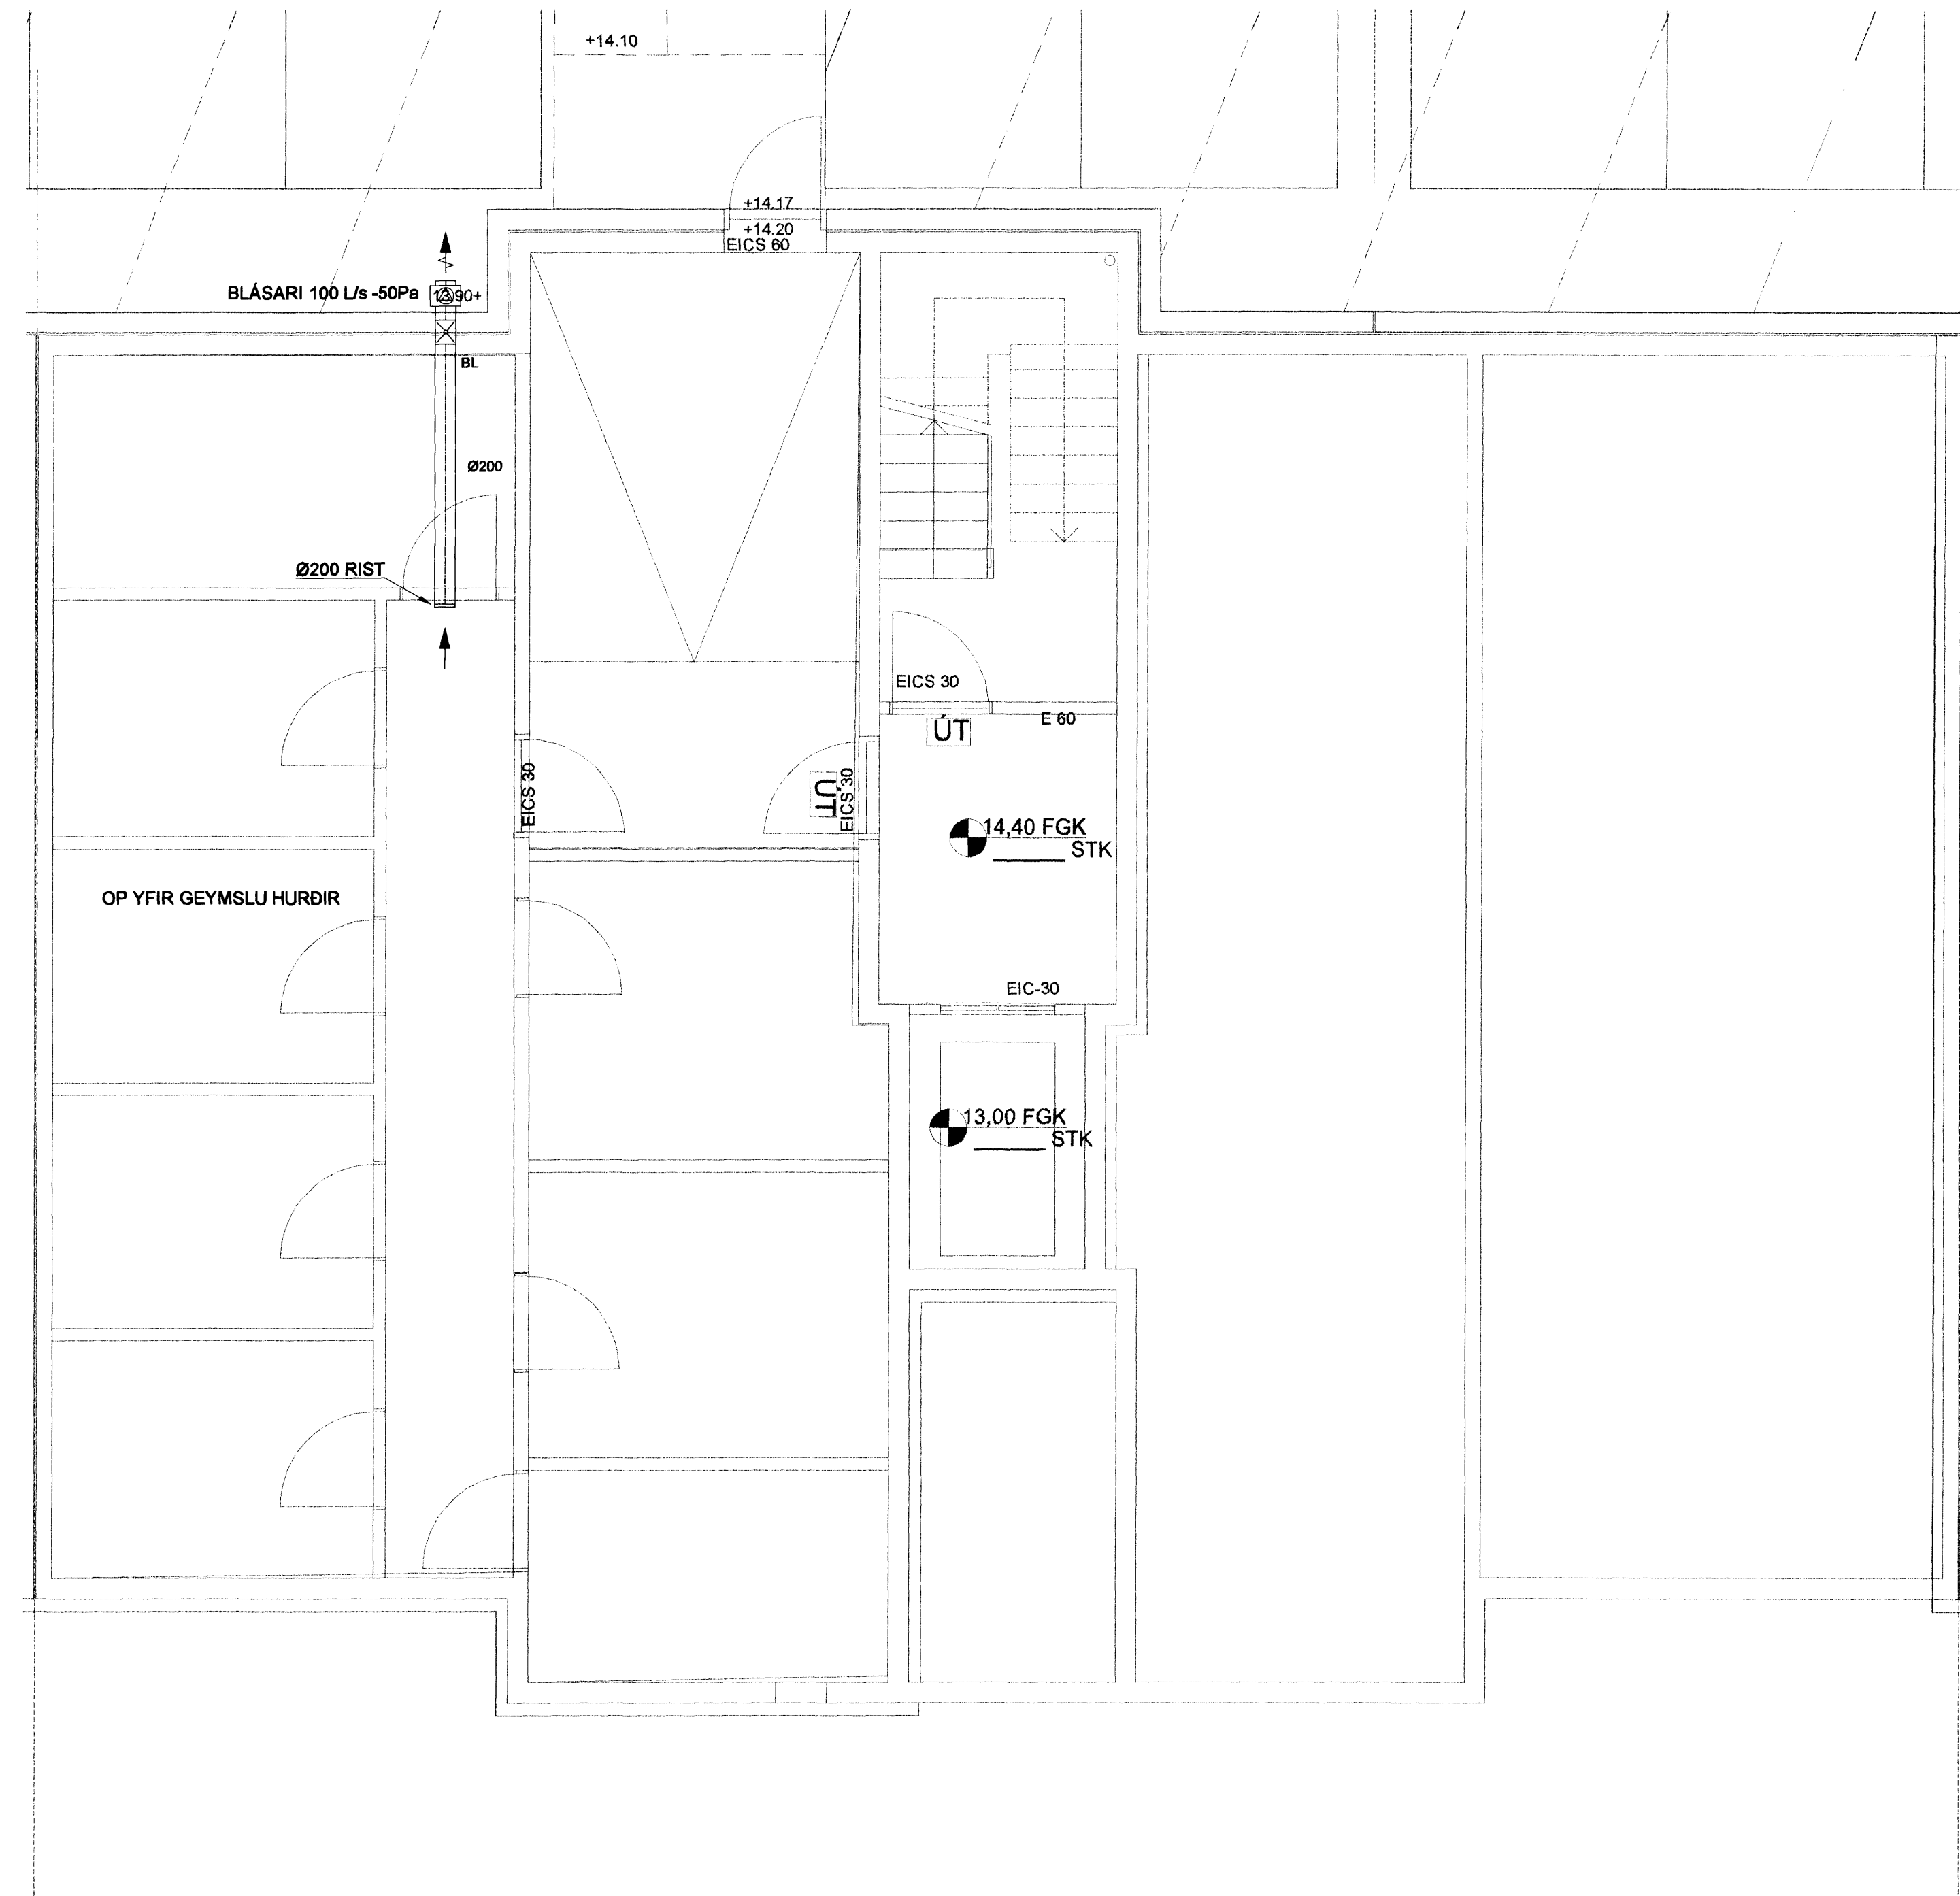 +14.10
+14.17
+14.20
EICS 60
BLÁSARI 100 L/s -50Pa
13.90+
BL
Ø200
Ø200 RIST
EICS 30
E 60
ÚT
EICS 30
ÚT
EICS 30
14,40 FGK
STK
OP YFIR GEYMSLU HURÐIR
EIC-30
13,00 FGK
STK